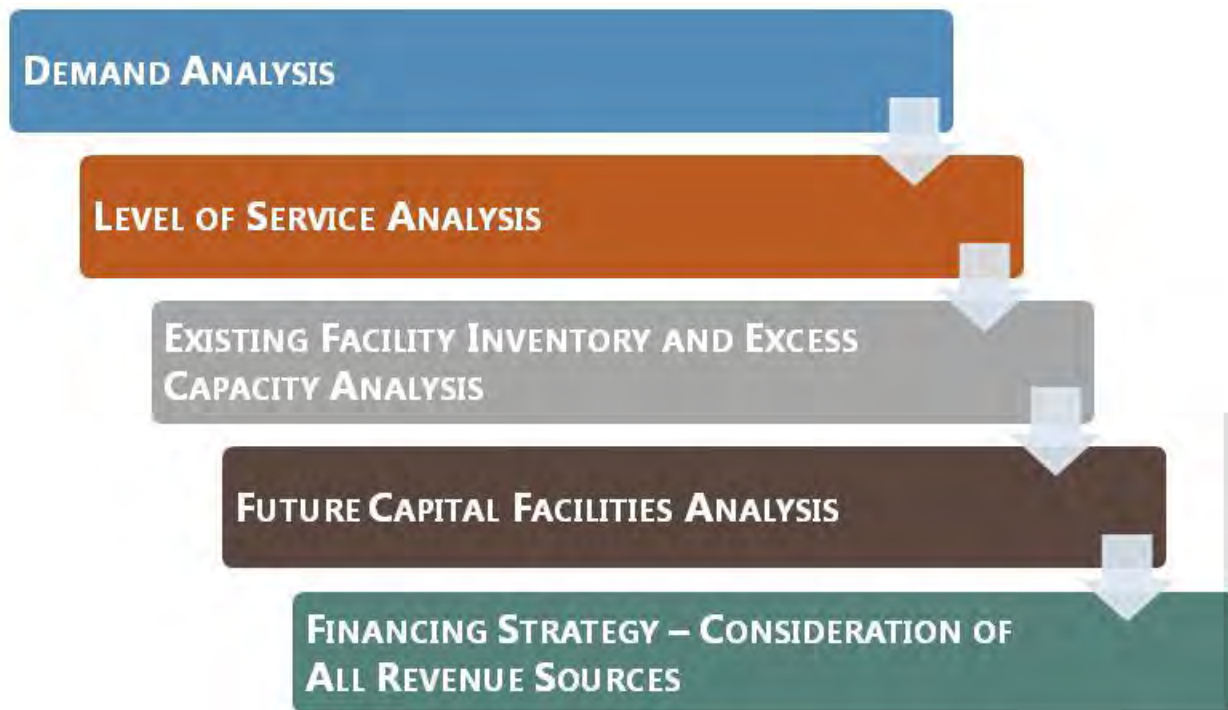 DEMAND ANALYSIS
LEVEL OF SERVICE ANALYSIS
EXISTING FACILITY INVENTORY AND EXCESS
CAPACITY ANALYSIS
FUTURE CAPITAL FACILITIES ANALYSIS
FINANCING STRATEGY – CONSIDERATION OF
ALL REVENUE SOURCES